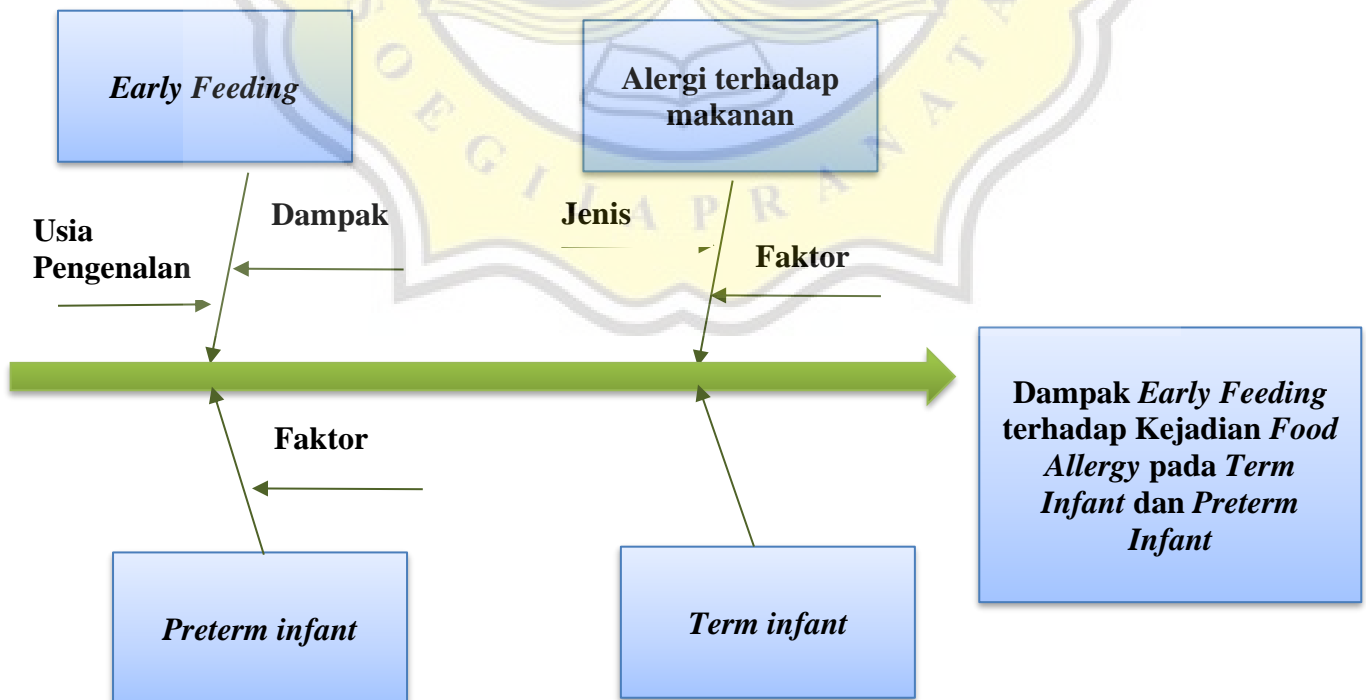 Early Feeding
Alergi terhadap
makanan
Usia
Pengenalan
Dampak
Jenis
Faktor
Dampak Early Feeding
terhadap Kejadian Food
Allergy pada Term
Infant dan Preterm
Infant
Faktor
Preterm infant
Term infant
SOEGIJAPRANATA